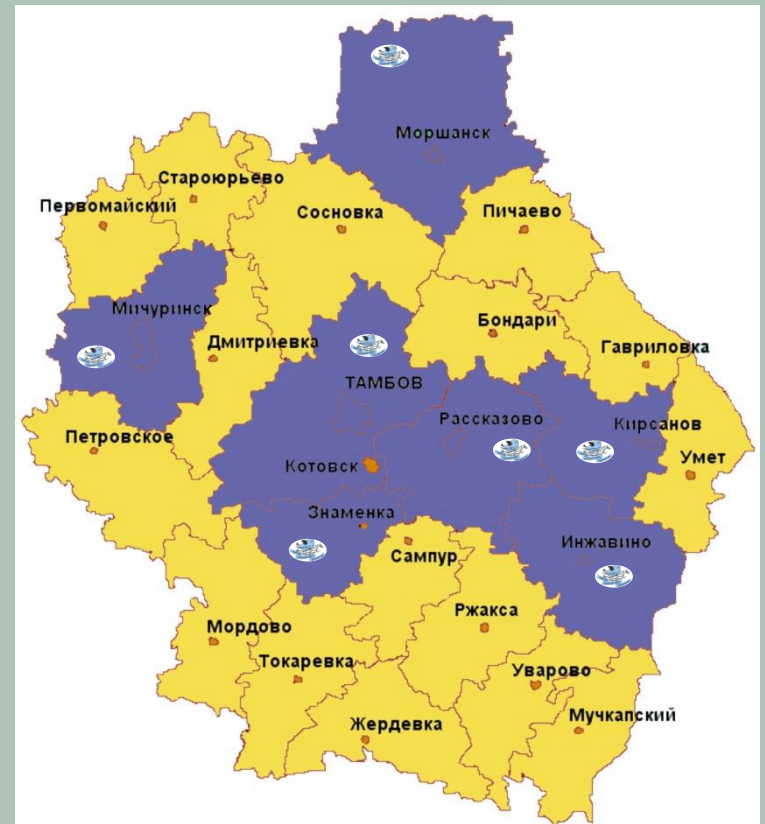 Моршанск
Староюрьево
Первомайский
Сосновка
Пичаево
Мичуринск
Бондари
Дмитриевка
Гавриловка
ТАМБОВ
Рассказово
Кирсанов
Петровское
Умет
Котовск
Знаменка
Инжавино
Сампур
Ржакса
Мордово
Токаревка
Уварово
Мучкапский
Жердевка